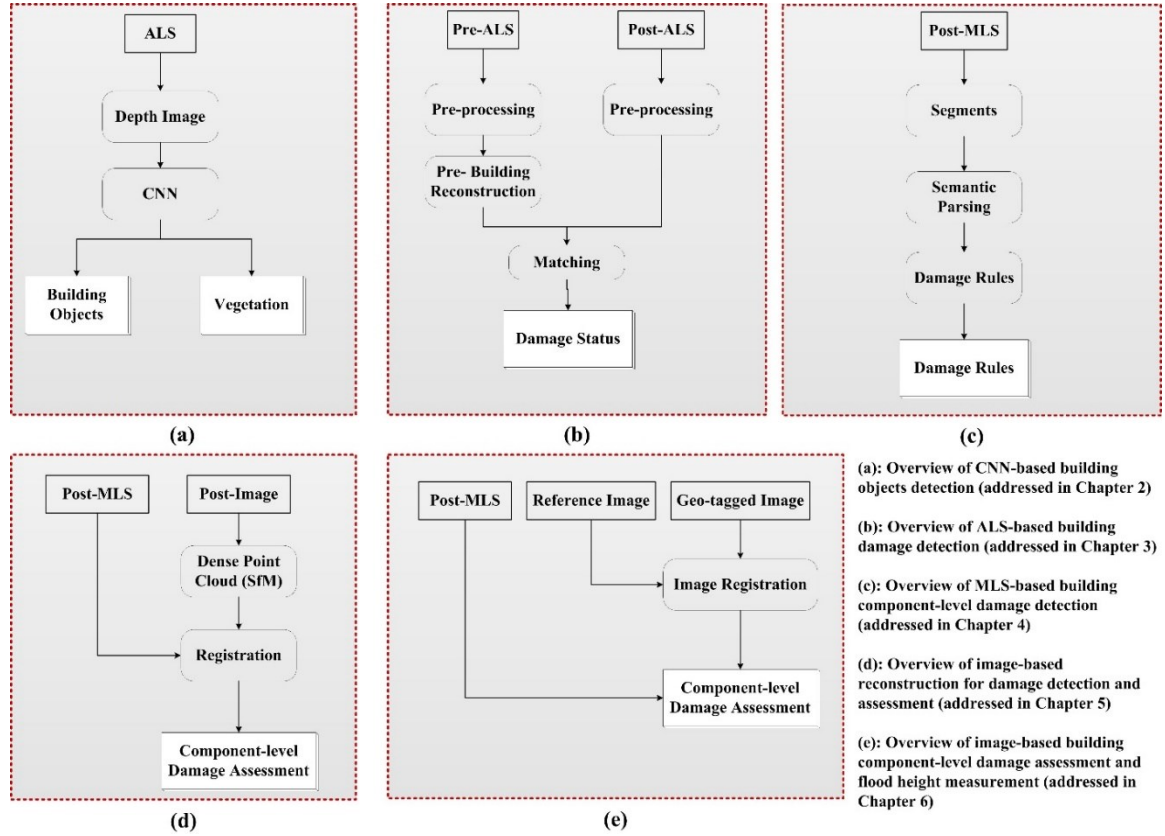 ALS
Depth Image
CNN
Building
Objects
Vegetation
(a)
Pre-ALS
Post-ALS
Pre-processing
Pre-processing
Pre- Building
Reconstruction
Matching
Damage Status
(b)
Post-MLS
Segments
Semantic
Parsing
Damage Rules
Damage Rules
(c)
Post-MLS
Post-Image
Dense Point
Cloud (SfM)
Registration
Component-level
Damage Assessment
(d)
Post-MLS
Reference Image
Geo-tagged Image
Image Registration
Component-level
Damage Assessment
(e)
(a): Overview of CNN-based building
objects detection (addressed in Chapter 2)
(b): Overview of ALS-based building
damage detection (addressed in Chapter 3)
(c): Overview of MLS-based building
component-level damage detection
(addressed in Chapter 4)
(d): Overview of image-based
reconstruction for damage detection and
assessment (addressed in Chapter 5)
(e): Overview of image-based building
component-level damage assessment and
flood height measurement (addressed in
Chapter 6)